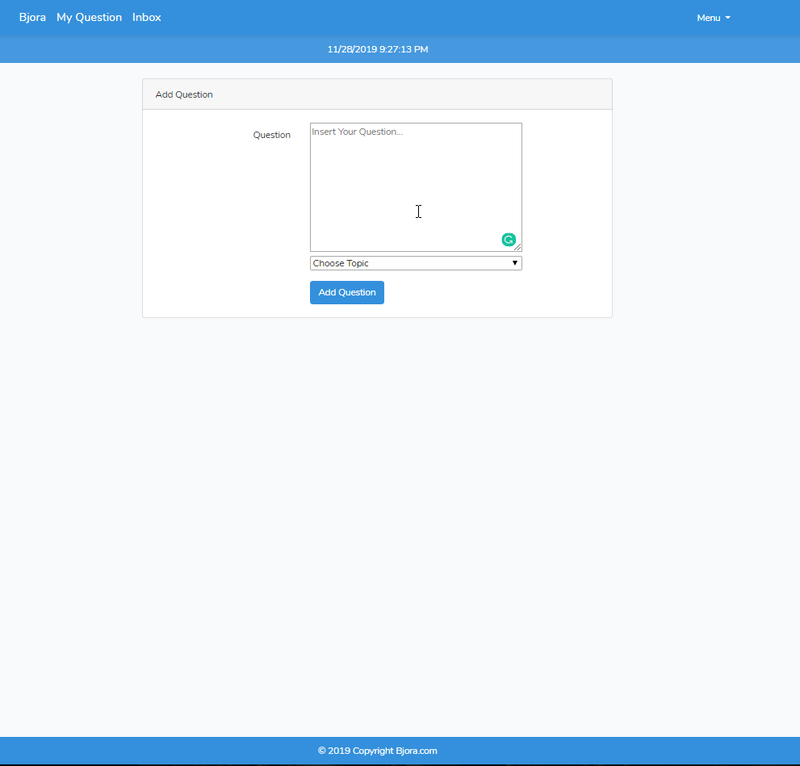 Bjora My Question Inbox Menu
11/28/2019 9:27:13 PM
Add Question
Question
Insert Your Question...
Choose Topic
Add Question
© 2019 Copyright Bjora.com